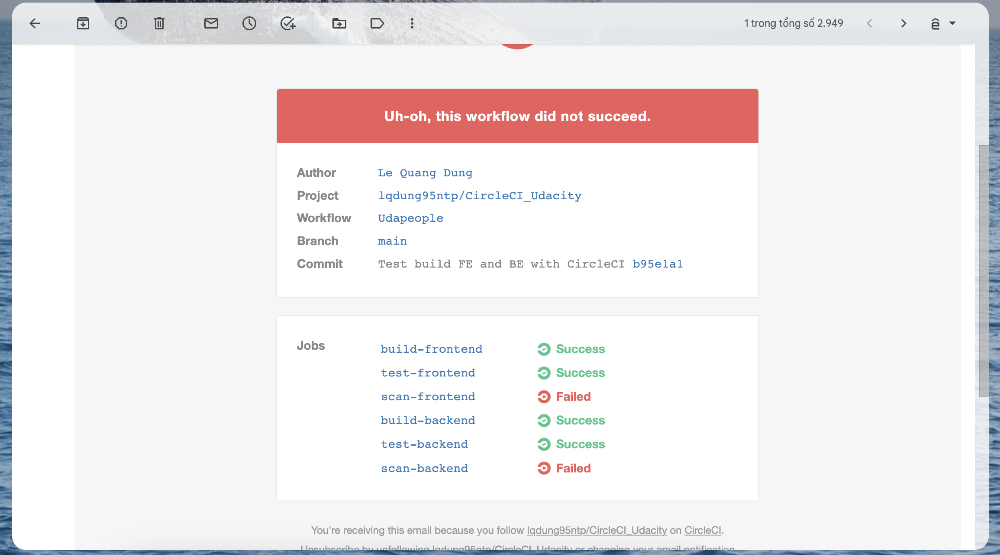 1 trong tổng số 2.949
Uh-oh, this workflow did not succeed.
Author Le Quang Dung
Project lqdung95ntp/CircleCI_Udacity
Workflow Udapeople
Branch main
Commit Test build FE and BE with CircleCI b95e1a1
Jobs build-frontend Success
test-frontend Success
scan-frontend Failed
build-backend Success
test-backend Success
scan-backend Failed
You're receiving this email because you follow lqdung95ntp/CircleCI_Udacity on CircleCI.
Unsubscribe by unfollowing lqdung95ntp/CircleCI_Udacity or changing your email notification